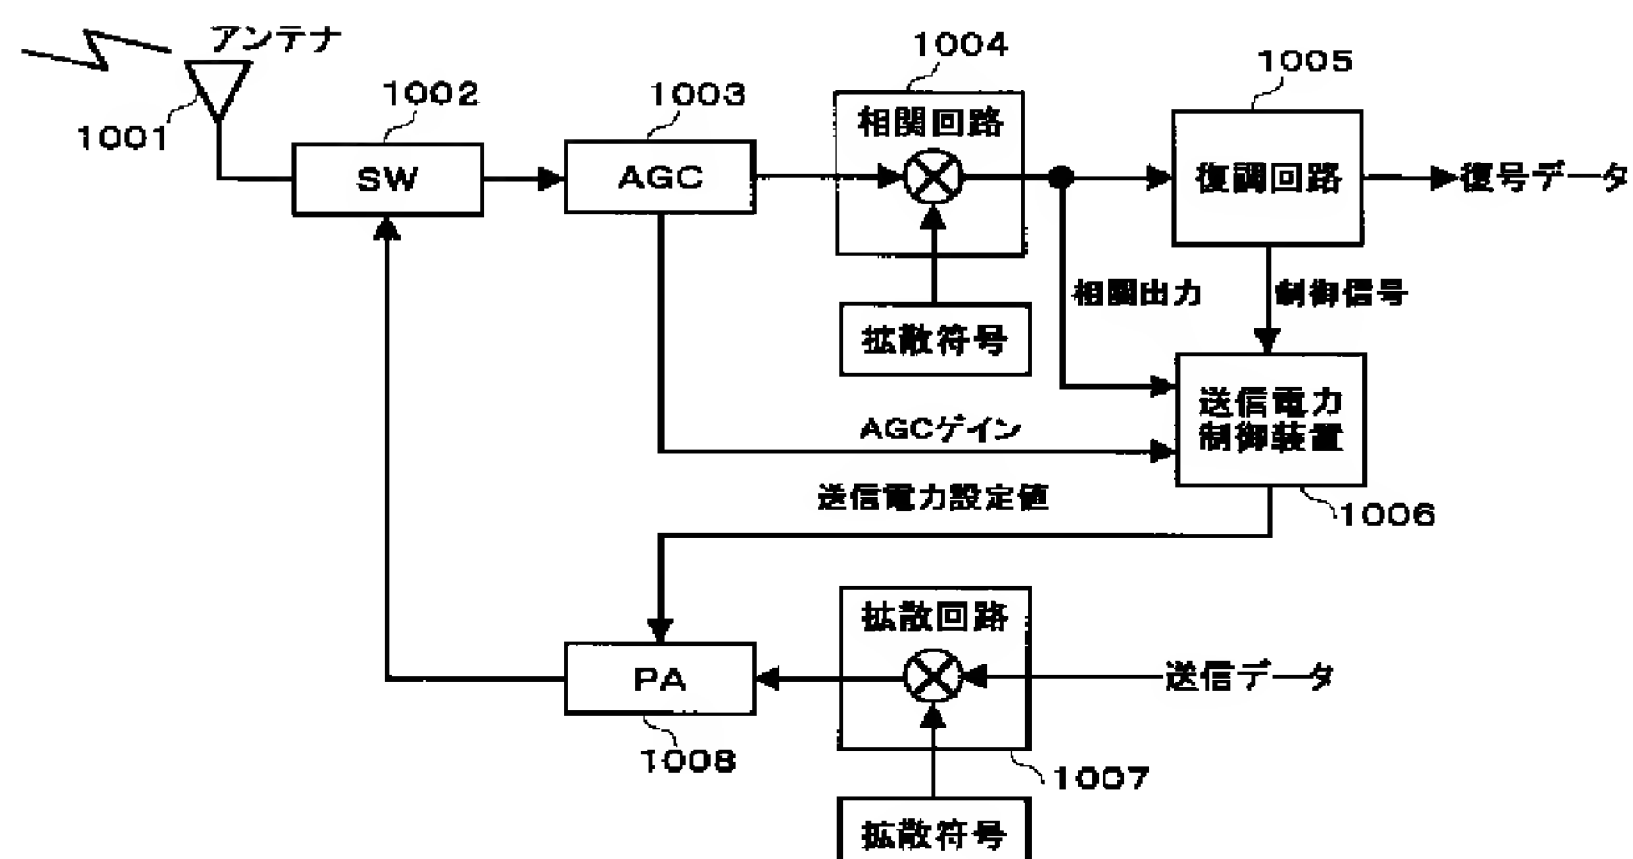 アンテナ
1001
1002
SW
1003
AGC
1004
相関回路
1005
復調回路
復号データ
相関出力
制御信号
拡散符号
送信電力
制御装置
AGCゲイン
1006
送信電力設定値
拡散回路
PA
送信データ
1008
1007
拡散符号